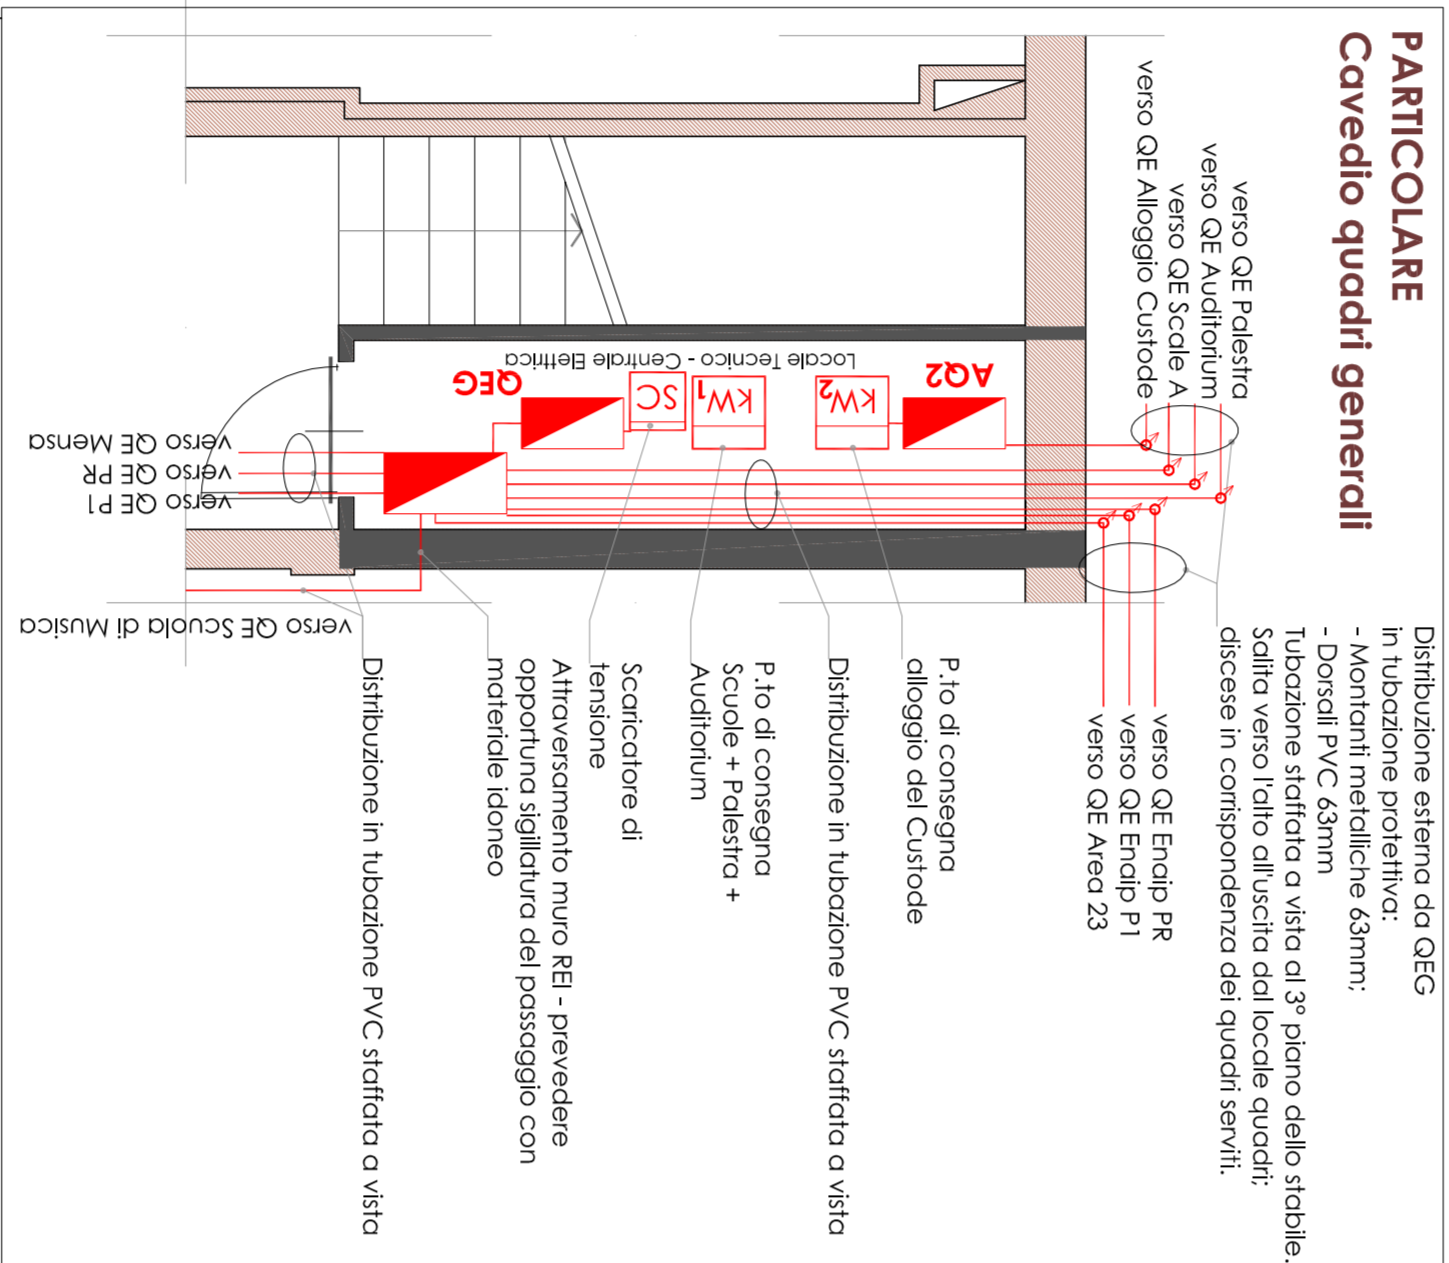 PARTICOLARE
Cavedio quadri generali
verso QE Palestra
verso QE Auditorium
verso QE Scale A
verso QE Alloggio Custode
Distribuzione esterna da QEG
in tubazione protettiva:
- Montanti metalliche 63mm;
- Dorsali PVC 63mm
Tubazione staffata a vista al 3° piano dello stabile.
Salita verso l'alto all'uscita dal locale quadri;
discese in corrispondenza dei quadri serviti.
verso QE Enaip PR
verso QE Enaip P1
verso QE Area 23
P.to di consegna
alloggio del Custode
Distribuzione in tubazione PVC staffata a vista
P.to di consegna
Scuole + Palestra +
Auditorium
Scaricatore di
tensione
Attraversamento muro REI - prevedere
opportuna sigillatura del passaggio con
materiale idoneo
Distribuzione in tubazione PVC staffata a vista
Locale Tecnico - Centrale Elettrica
AQ2
kW2
kW1
SC
QEG
verso QE Mensa
verso QE PR
verso QE P1
verso QE Scuola di Musica